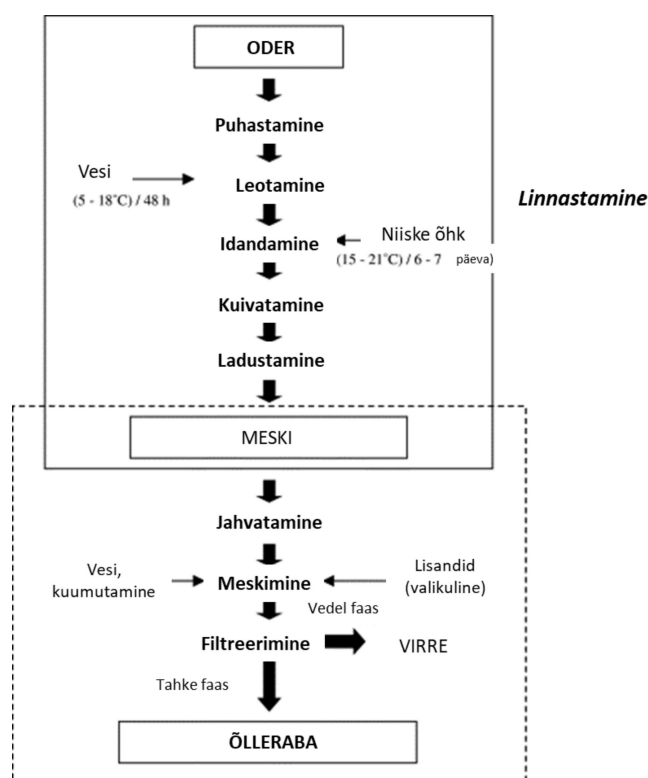 ODER
Puhastamine
Vesi
(5 - 18˚C) / 48 h
Leotamine
Linnastamine
Idandamine
Niiske õhk
(15 - 21˚C) / 6 - 7 päeva)
Kuivatamine
Ladustamine
MESKI
Jahvatamine
Vesi,
kuumutamine
Meskimine
Lisandid
(valikuline)
Vedel faas
Filtreerimine
VIRRE
Tahke faas
ÕLLERABA